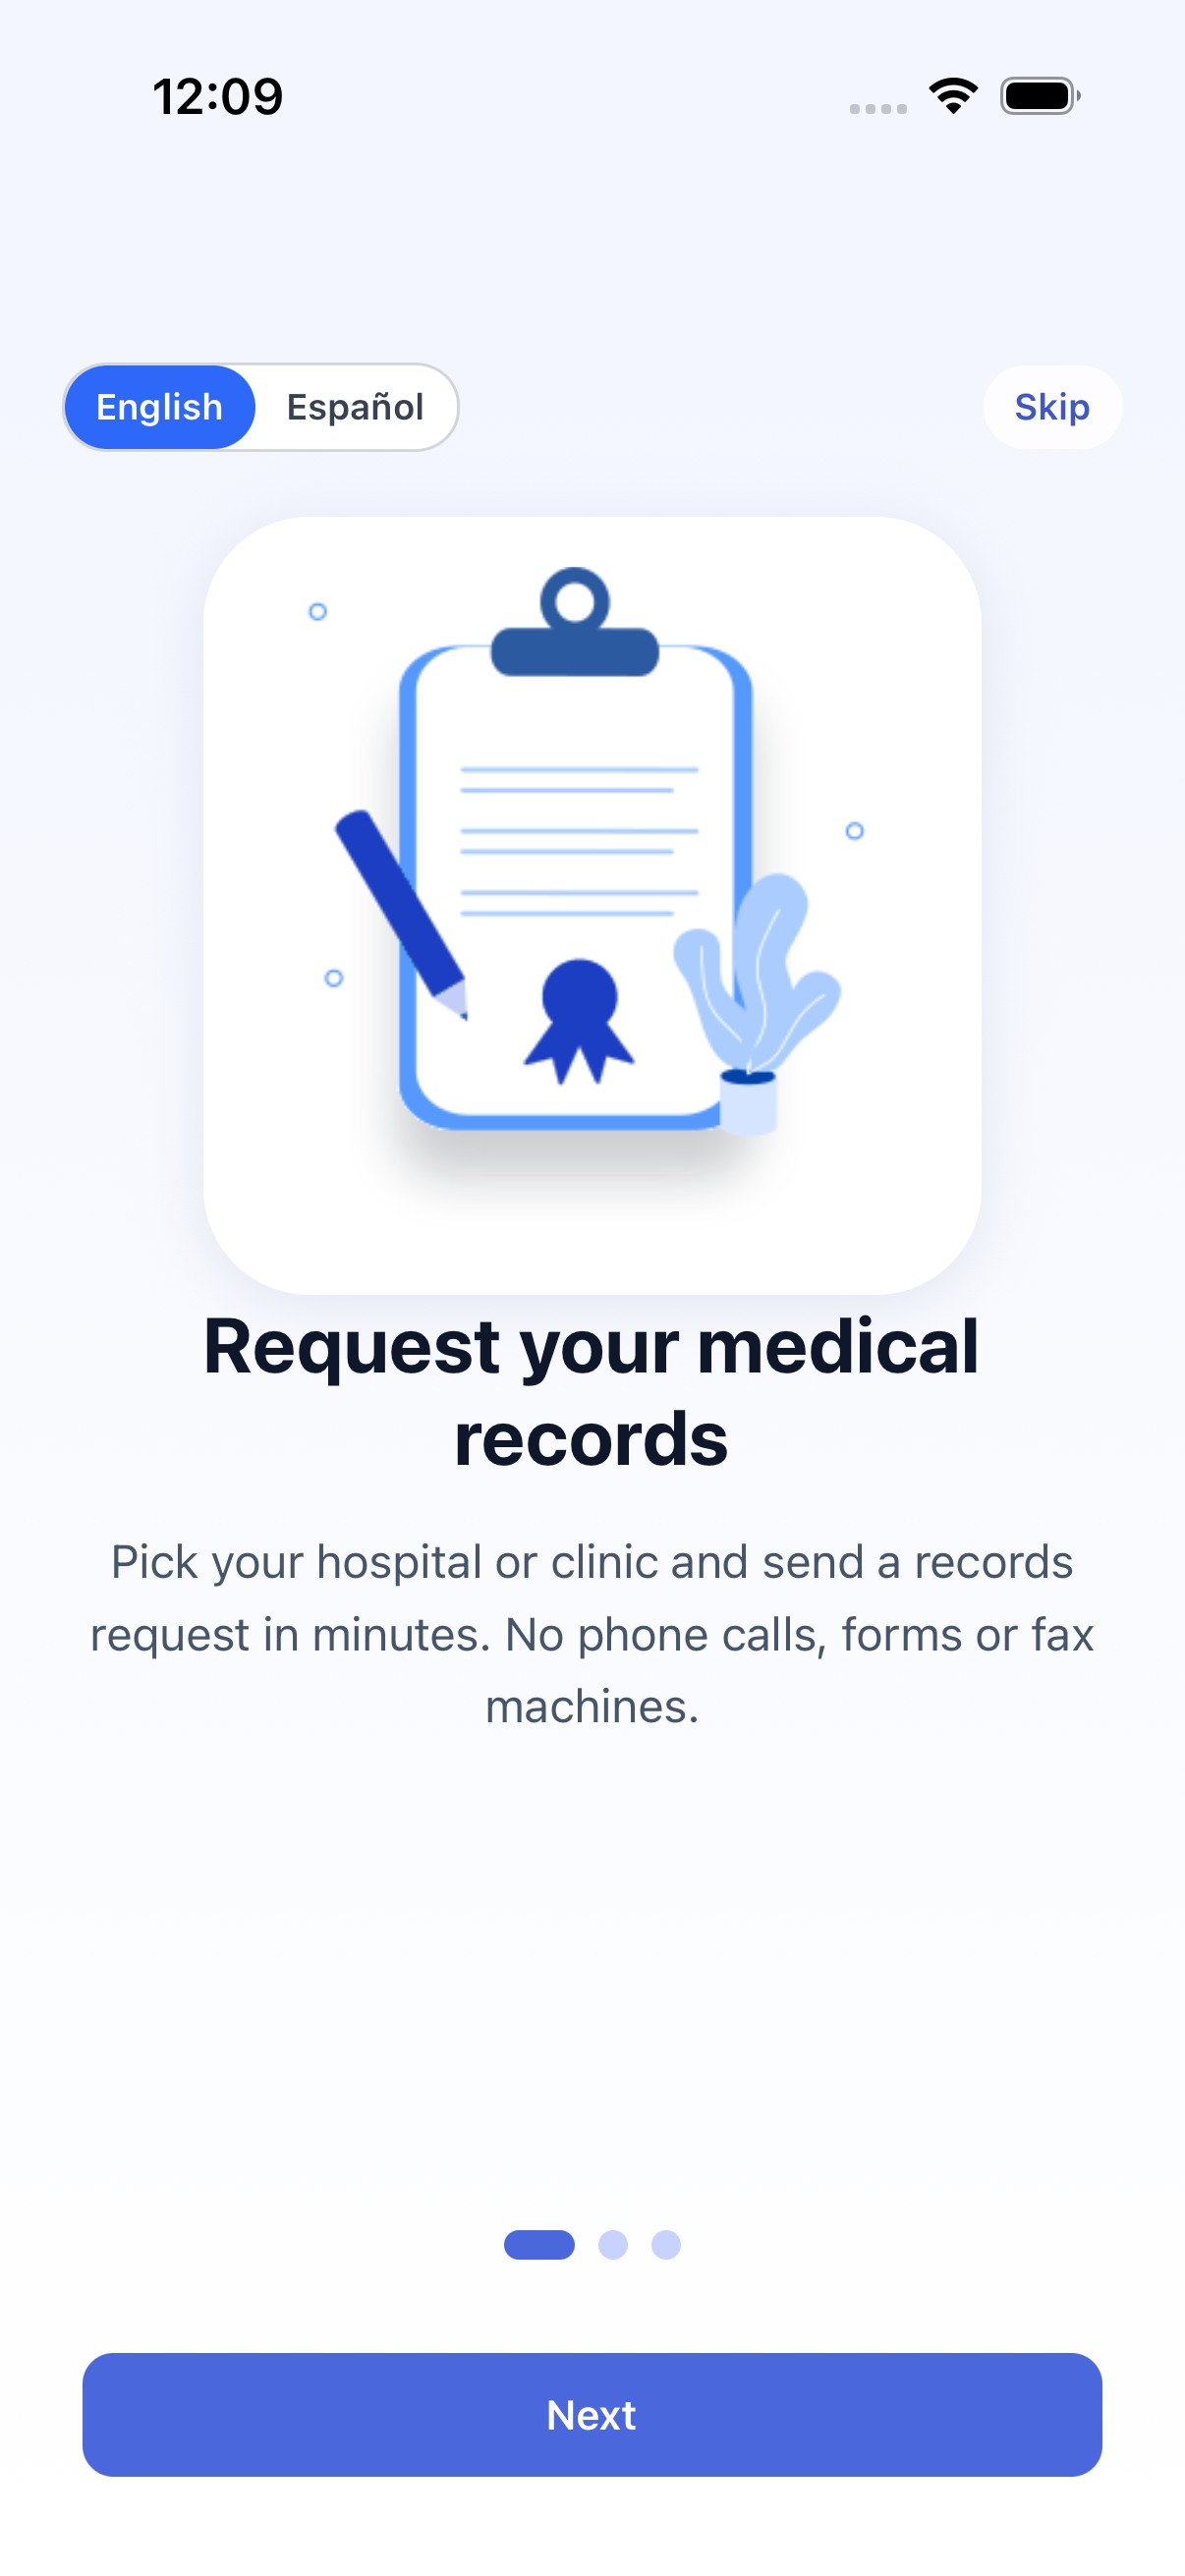 12:09
English Español
Skip
Request your medical
records
Pick your hospital or clinic and send a records
request in minutes. No phone calls, forms or fax
machines.
Next